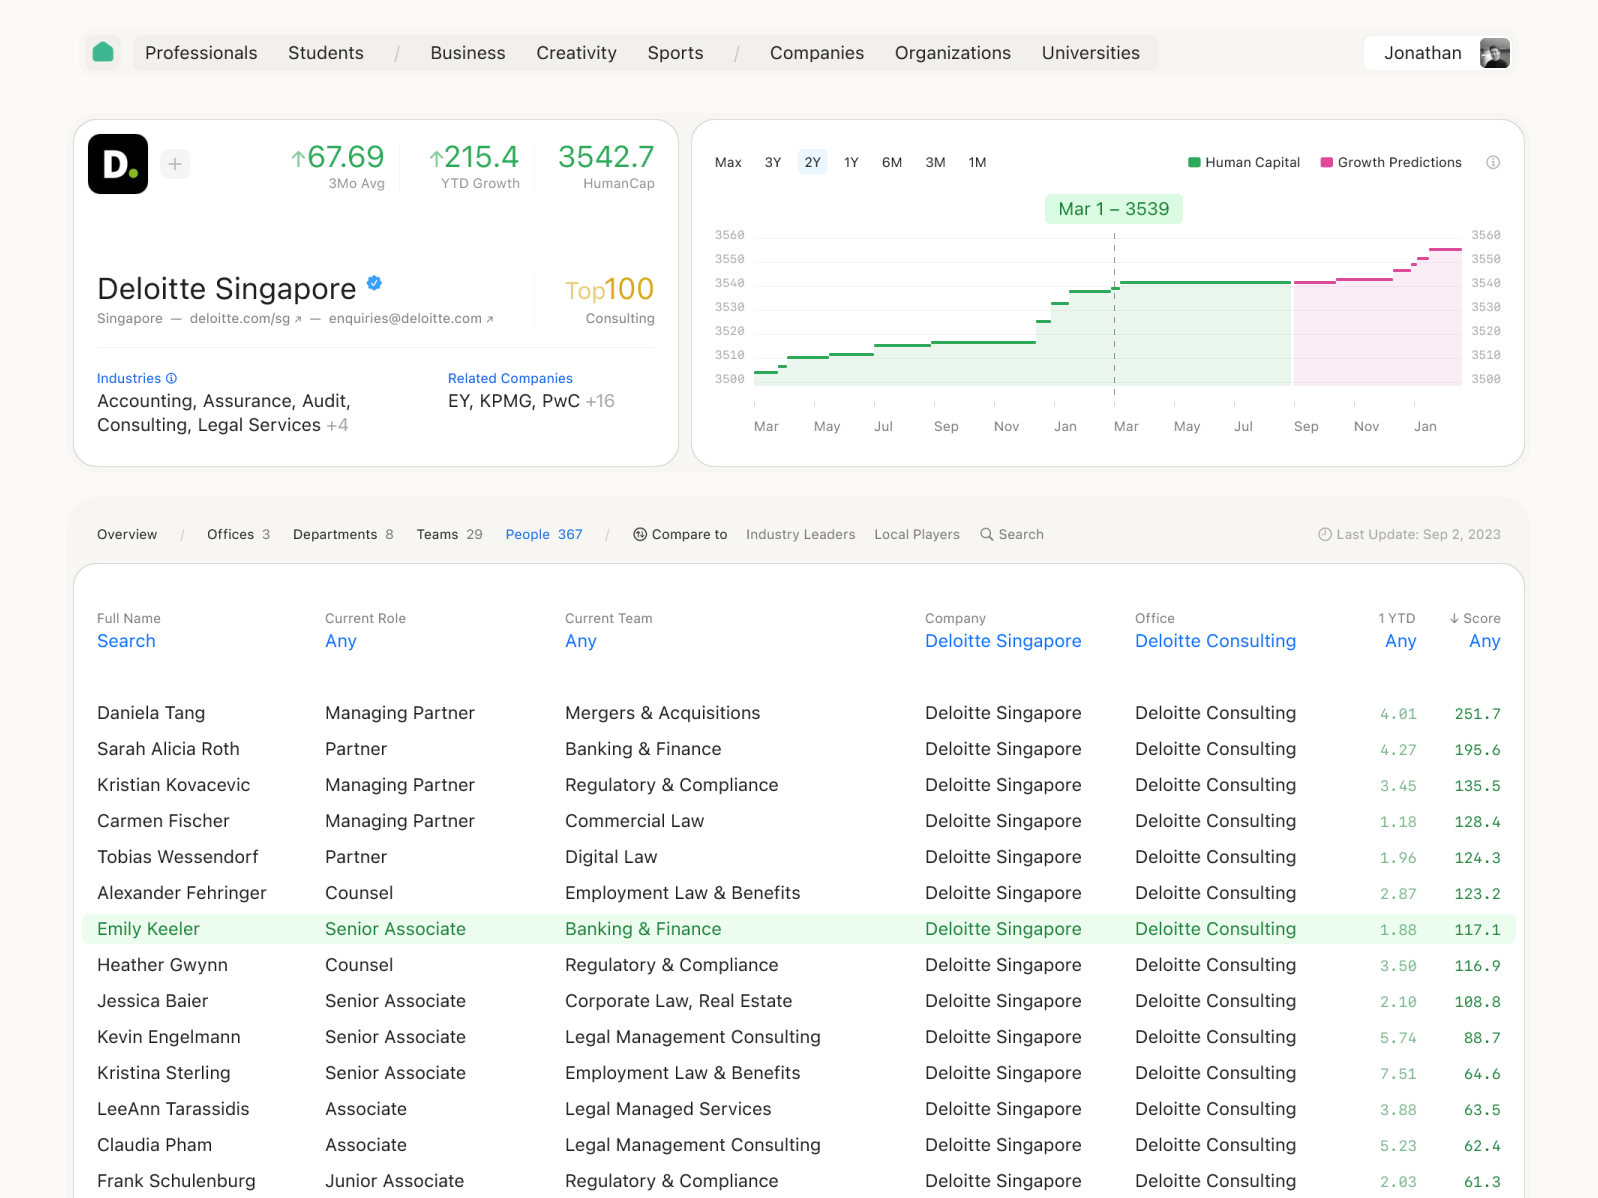 Professionals Students / Business Creativity Sports / Companies Organizations Universities Jonathan
D.
+
↑67.69
3Mo Avg
↑215.4
YTD Growth
3542.7
HumanCap
Deloitte Singapore
Singapore — deloitte.com/sg ↗ — enquiries@deloitte.com ↗
Top100
Consulting
Industries
Accounting, Assurance, Audit,
Consulting, Legal Services +4
Related Companies
EY, KPMG, PwC +16
Max 3Y 2Y 1Y 6M 3M 1M
Human Capital Growth Predictions
Mar 1 – 3539
3560 3560
3550 3550
3540 3540
3530 3530
3520 3520
3510 3510
3500 3500
Mar May Jul Sep Nov Jan Mar May Jul Sep Nov Jan
Overview / Offices 3 Departments 8 Teams 29 People 367 / Compare to Industry Leaders Local Players Search Last Update: Sep 2, 2023
Full Name Current Role Current Team Company Office 1 YTD ↓ Score
Search Any Any Deloitte Singapore Deloitte Consulting Any Any
Daniela Tang Managing Partner Mergers & Acquisitions Deloitte Singapore Deloitte Consulting 4.01 251.7
Sarah Alicia Roth Partner Banking & Finance Deloitte Singapore Deloitte Consulting 4.27 195.6
Kristian Kovacevic Managing Partner Regulatory & Compliance Deloitte Singapore Deloitte Consulting 3.45 135.5
Carmen Fischer Managing Partner Commercial Law Deloitte Singapore Deloitte Consulting 1.18 128.4
Tobias Wessendorf Partner Digital Law Deloitte Singapore Deloitte Consulting 1.96 124.3
Alexander Fehringer Counsel Employment Law & Benefits Deloitte Singapore Deloitte Consulting 2.87 123.2
Emily Keeler Senior Associate Banking & Finance Deloitte Singapore Deloitte Consulting 1.88 117.1
Heather Gwynn Counsel Regulatory & Compliance Deloitte Singapore Deloitte Consulting 3.50 116.9
Jessica Baier Senior Associate Corporate Law, Real Estate Deloitte Singapore Deloitte Consulting 2.10 108.8
Kevin Engelmann Senior Associate Legal Management Consulting Deloitte Singapore Deloitte Consulting 5.74 88.7
Kristina Sterling Senior Associate Employment Law & Benefits Deloitte Singapore Deloitte Consulting 7.51 64.6
LeeAnn Tarassidis Associate Legal Managed Services Deloitte Singapore Deloitte Consulting 3.88 63.5
Claudia Pham Associate Legal Management Consulting Deloitte Singapore Deloitte Consulting 5.23 62.4
Frank Schulenburg Junior Associate Regulatory & Compliance Deloitte Singapore Deloitte Consulting 2.03 61.3